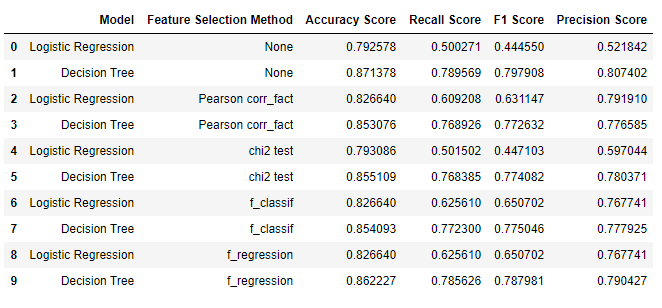 Model Feature Selection Method Accuracy Score Recall Score F1 Score Precision Score
0 Logistic Regression None 0.792578 0.500271 0.444550 0.521842
1 Decision Tree None 0.871378 0.789569 0.797908 0.807402
2 Logistic Regression Pearson corr_fact 0.826640 0.609208 0.631147 0.791910
3 Decision Tree Pearson corr_fact 0.853076 0.768926 0.772632 0.776585
4 Logistic Regression chi2 test 0.793086 0.501502 0.447103 0.597044
5 Decision Tree chi2 test 0.855109 0.768385 0.774082 0.780371
6 Logistic Regression f_classif 0.826640 0.625610 0.650702 0.767741
7 Decision Tree f_classif 0.854093 0.772300 0.775046 0.777925
8 Logistic Regression f_regression 0.826640 0.625610 0.650702 0.767741
9 Decision Tree f_regression 0.862227 0.785626 0.787981 0.790427